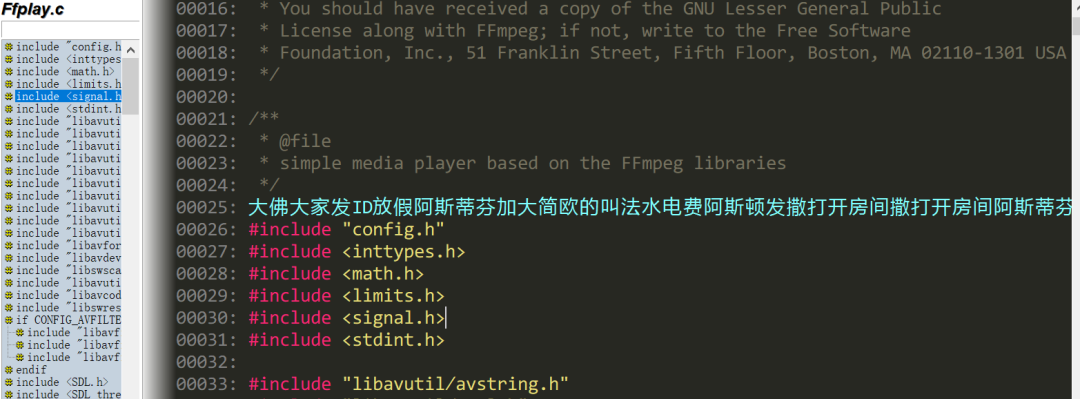 Ffplay.c
include "config.h
include <inttypes
include <math.h>
include <limits.h
include <signal.h
include <stdint.h
include "libavuti
include "libavuti
include "libavuti
include "libavuti
include "libavuti
include "libavuti
include "libavuti
include "libavuti
include "libavuti
include "libavuti
include "libavfor
include "libavdev
include "libswsca
include "libavuti
include "libavcod
include "libswres
if CONFIG_AVFILTE
include "libavf
include "libavf
include "libavf
endif
include <SDL.h>
include <SDL_thre
00016: * You should have received a copy of the GNU Lesser General Public
00017: * License along with FFmpeg; if not, write to the Free Software
00018: * Foundation, Inc., 51 Franklin Street, Fifth Floor, Boston, MA 02110-1301 USA
00019: */
00020:
00021: /**
00022: * @file
00023: * simple media player based on the FFmpeg libraries
00024: */
00025: 大佛大家发ID放假阿斯蒂芬加大简欧的叫法水电费阿斯顿发撒打开房间撒打开房间阿斯蒂芬
00026: #include "config.h"
00027: #include <inttypes.h>
00028: #include <math.h>
00029: #include <limits.h>
00030: #include <signal.h>
00031: #include <stdint.h>
00032:
00033: #include "libavutil/avstring.h"